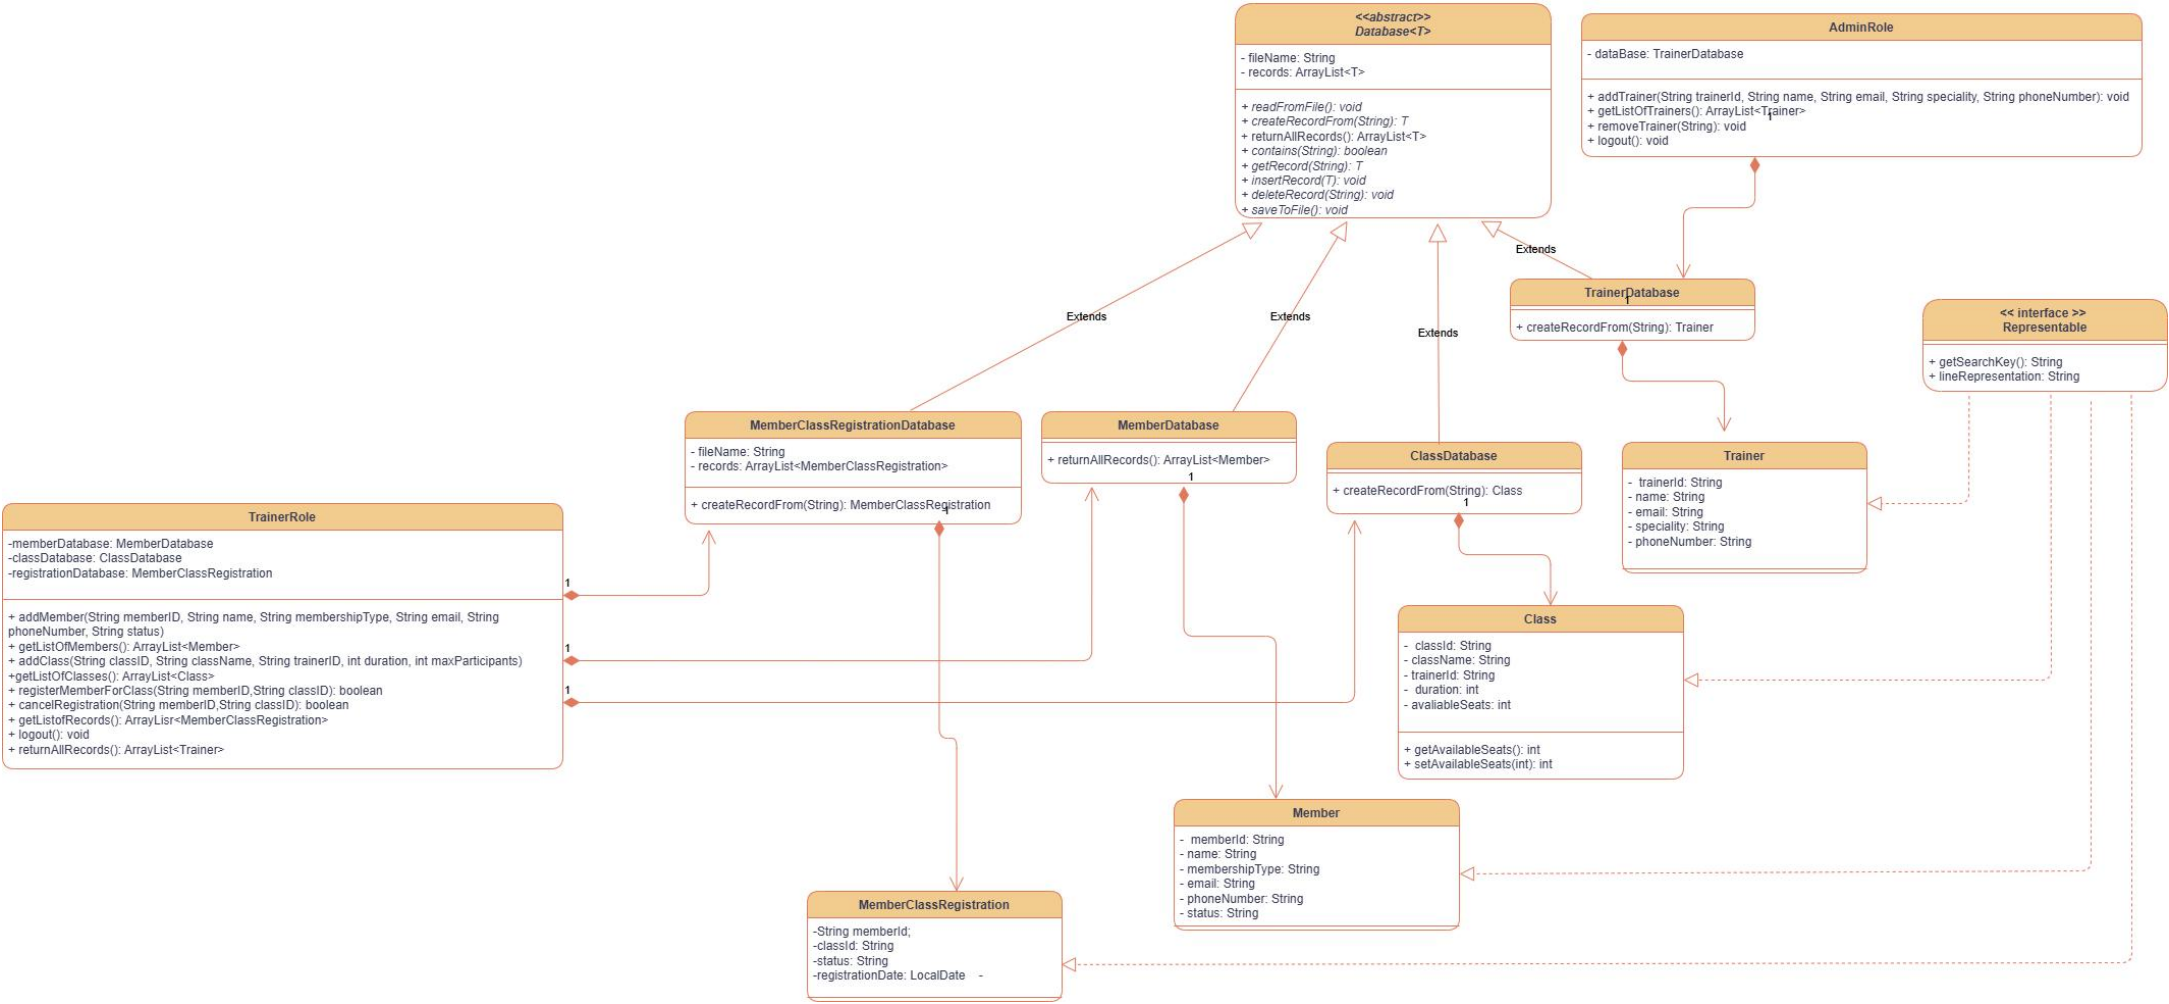 <<abstract>>
Database<T>
- fileName: String
- records: ArrayList<T>
+ readFromFile(): void
+ createRecordFrom(String): T
+ returnAllRecords(): ArrayList<T>
+ contains(String): boolean
+ getRecord(String): T
+ insertRecord(T): void
+ deleteRecord(String): void
+ saveToFile(): void
AdminRole
- dataBase: TrainerDatabase
+ addTrainer(String trainerId, String name, String email, String speciality, String phoneNumber): void
+ getListOfTrainers(): ArrayList<Trainer>
+ removeTrainer(String): void
+ logout(): void
1
Extends
Extends
Extends
Extends
TrainerDatabase
1
+ createRecordFrom(String): Trainer
<< interface >>
Representable
+ getSearchKey(): String
+ lineRepresentation: String
MemberClassRegistrationDatabase
- fileName: String
- records: ArrayList<MemberClassRegistration>
+ createRecordFrom(String): MemberClassRegistration
1
MemberDatabase
+ returnAllRecords(): ArrayList<Member>
1
ClassDatabase
+ createRecordFrom(String): Class
1
Trainer
- trainerId: String
- name: String
- email: String
- speciality: String
- phoneNumber: String
TrainerRole
-memberDatabase: MemberDatabase
-classDatabase: ClassDatabase
-registrationDatabase: MemberClassRegistration
+ addMember(String memberID, String name, String membershipType, String email, String
phoneNumber, String status)
+ getListOfMembers(): ArrayList<Member>
+ addClass(String classID, String className, String trainerID, int duration, int maxParticipants)
+getListOfClasses(): ArrayList<Class>
+ registerMemberForClass(String memberID,String classID): boolean
+ cancelRegistration(String memberID,String classID): boolean
+ getListofRecords(): ArrayLisr<MemberClassRegistration>
+ logout(): void
+ returnAllRecords(): ArrayList<Trainer>
1
1
1
Class
- classId: String
- className: String
- trainerId: String
- duration: int
- avaliableSeats: int
+ getAvailableSeats(): int
+ setAvailableSeats(int): int
Member
- memberId: String
- name: String
- membershipType: String
- email: String
- phoneNumber: String
- status: String
MemberClassRegistration
-String memberId;
-classId: String
-status: String
-registrationDate: LocalDate -